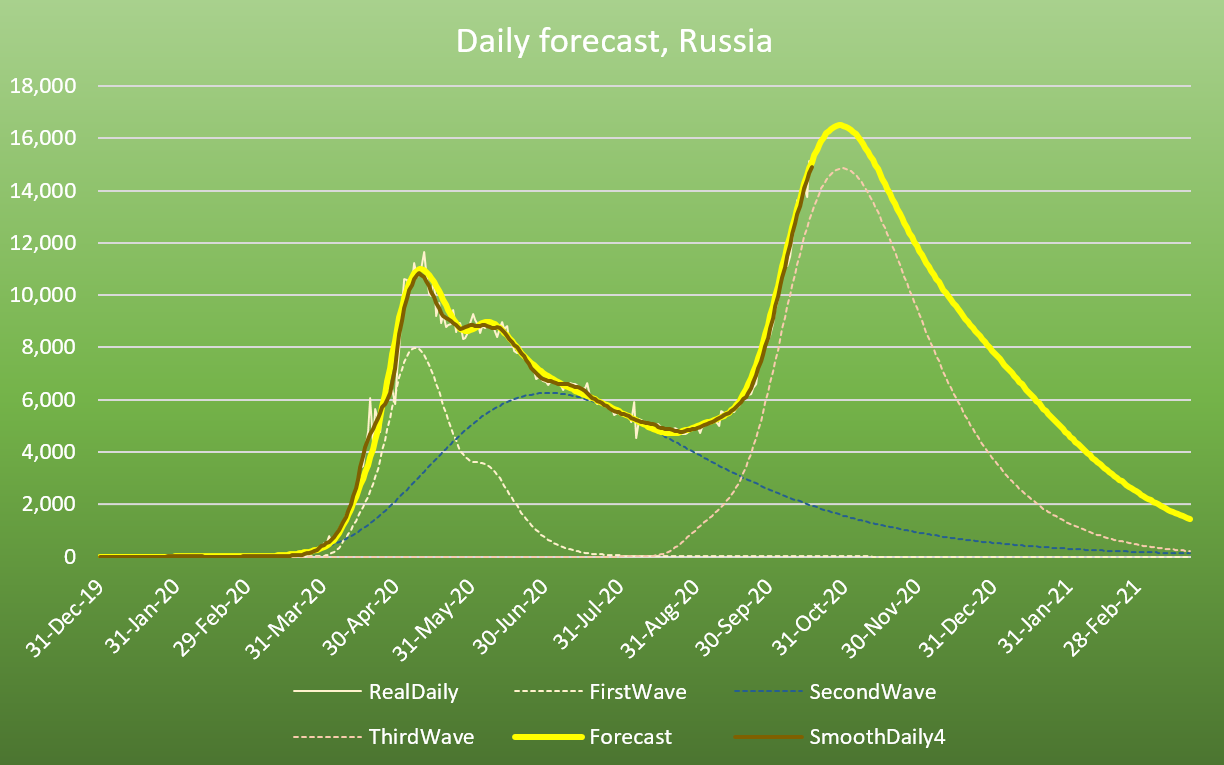 Daily forecast, Russia
18,000
16,000
14,000
12,000
10,000
8,000
6,000
4,000
2,000
0
31-Dec-19
31-Jan-20
29-Feb-20
31-Mar-20
30-Apr-20
31-May-20
30-Jun-20
31-Jul-20
31-Aug-20
30-Sep-20
31-Oct-20
30-Nov-20
31-Dec-20
31-Jan-21
28-Feb-21
RealDaily FirstWave SecondWave
ThirdWave Forecast SmoothDaily4